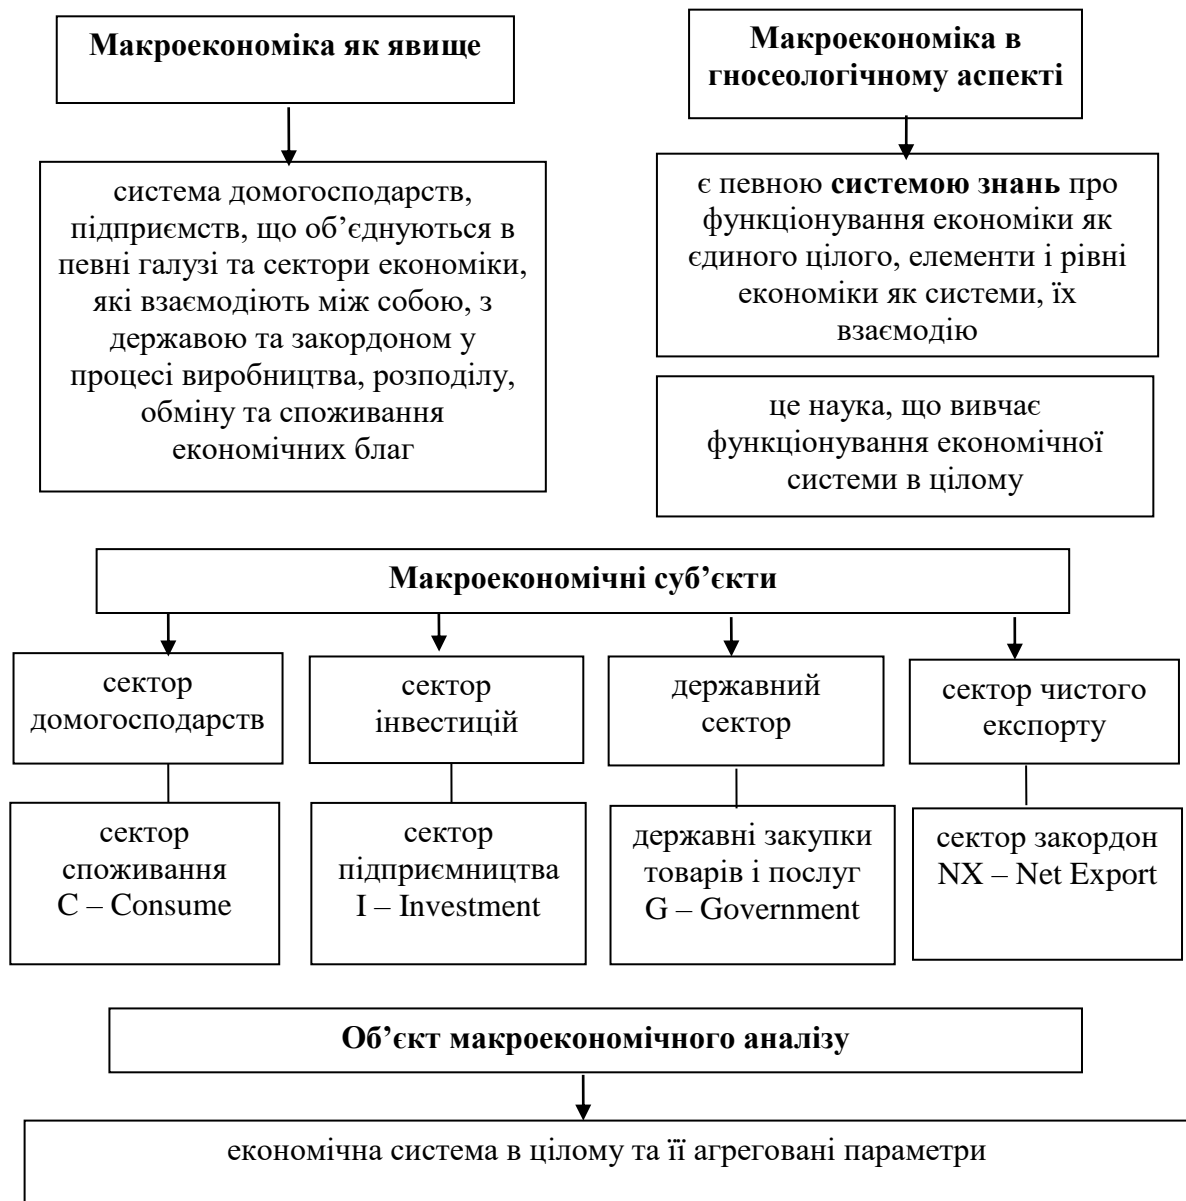 Макроекономіка як явище
Макроекономіка в
гносеологічному аспекті
система домогосподарств,
підприємств, що об’єднуються в
певні галузі та сектори економіки,
які взаємодіють між собою, з
державою та закордоном у
процесі виробництва, розподілу,
обміну та споживання
економічних благ
є певною системою знань про
функціонування економіки як
єдиного цілого, елементи і рівні
економіки як системи, їх
взаємодію
це наука, що вивчає
функціонування економічної
системи в цілому
Макроекономічні суб’єкти
сектор
домогосподарств
сектор
інвестицій
державний
сектор
сектор чистого
експорту
сектор
споживання
C – Consume
сектор
підприємництва
I – Investment
державні закупки
товарів і послуг
G – Government
сектор закордон
NX – Net Export
Об’єкт макроекономічного аналізу
економічна система в цілому та її агреговані параметри